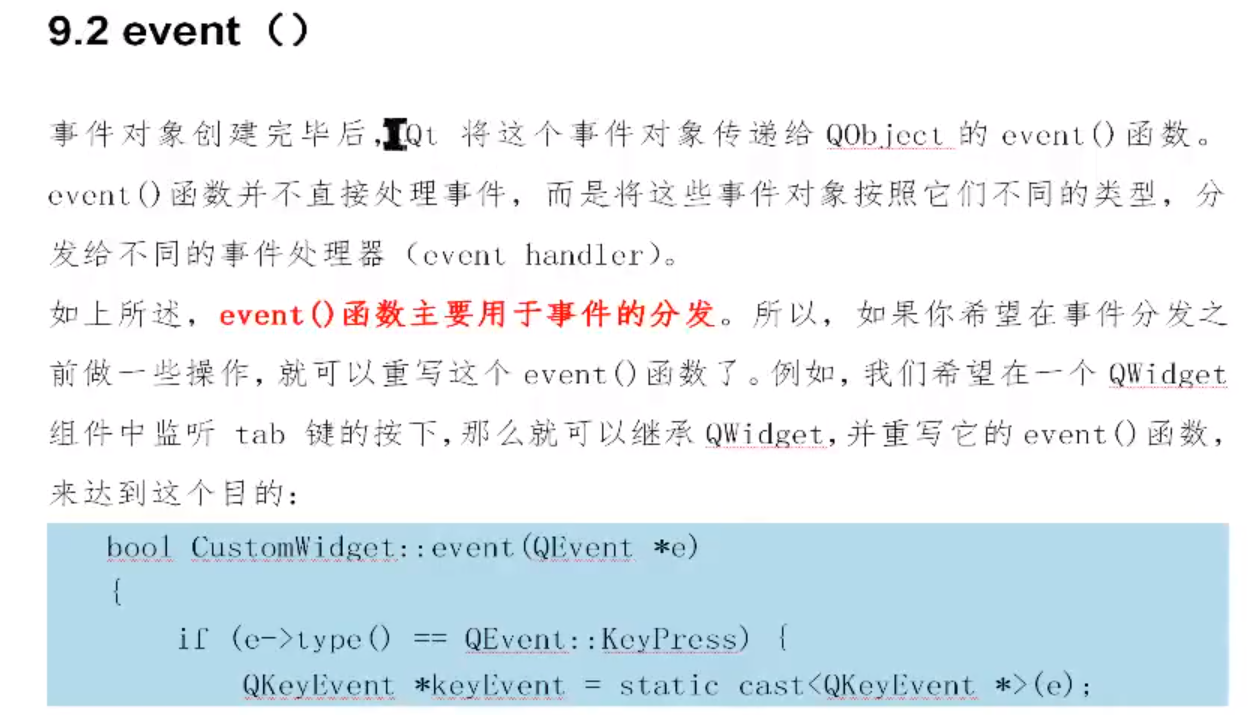 9.2 event（）
事件对象创建完毕后,Qt 将这个事件对象传递给 QObject 的 event()函数。
event()函数并不直接处理事件，而是将这些事件对象按照它们不同的类型，分
发给不同的事件处理器（event handler)。
如上所述，event()函数主要用于事件的分发。所以，如果你希望在事件分发之
前做一些操作,就可以重写这个 event()函数了。例如,我们希望在一个 QWidget
组件中监听 tab 键的按下,那么就可以继承 QWidget,并重写它的 event()函数,
来达到这个目的:
bool CustomWidget::event(QEvent *e)
{
if (e->type() == QEvent::KeyPress) {
QKeyEvent *keyEvent = static cast<QKeyEvent *>(e);